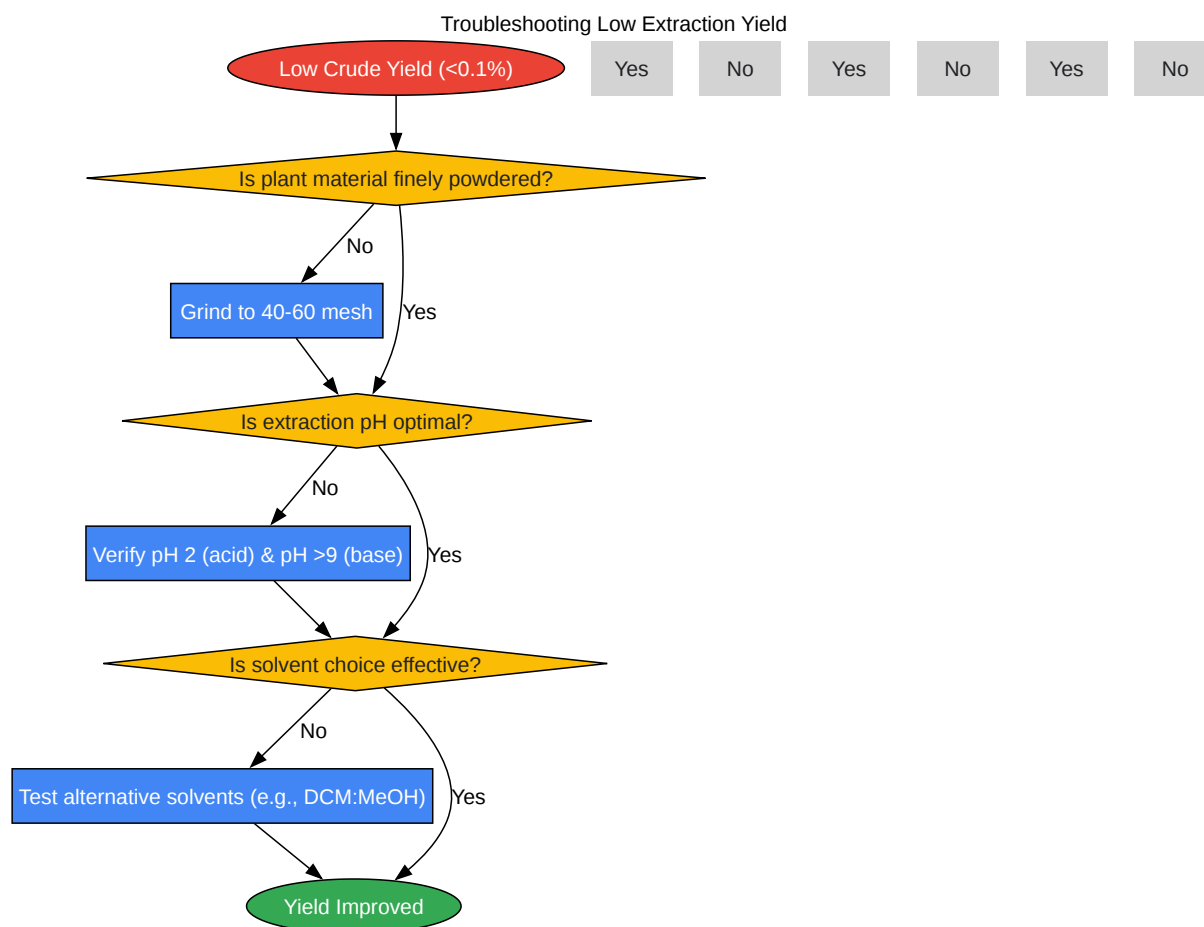 Troubleshooting Low Extraction Yield
Low Crude Yield (<0.1%)
Yes
No
Yes
No
Yes
No
Is plant material finely powdered?
No
Grind to 40-60 mesh
Yes
Is extraction pH optimal?
No
Verify pH 2 (acid) & pH >9 (base)
Yes
Is solvent choice effective?
No
Test alternative solvents (e.g., DCM:MeOH)
Yes
Yield Improved